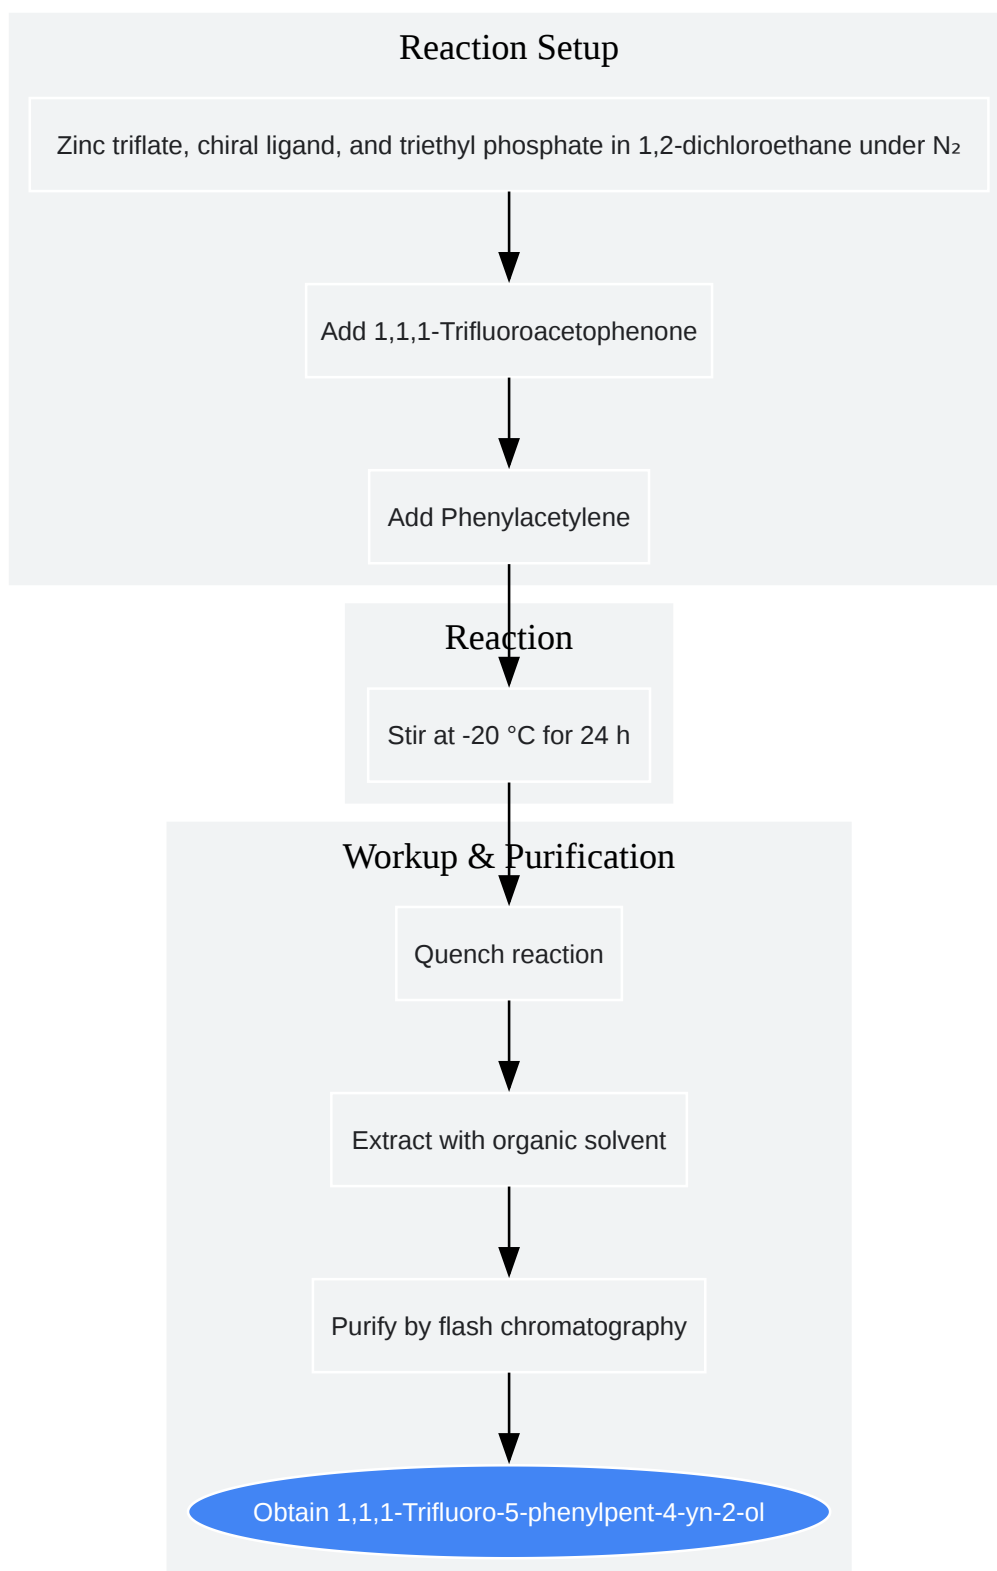 Reaction Setup
Zinc triflate, chiral ligand, and triethyl phosphate in 1,2-dichloroethane under N₂
Add 1,1,1-Trifluoroacetophenone
Add Phenylacetylene
Reaction
Stir at -20 °C for 24 h
Workup & Purification
Quench reaction
Extract with organic solvent
Purify by flash chromatography
Obtain 1,1,1-Trifluoro-5-phenylpent-4-yn-2-ol